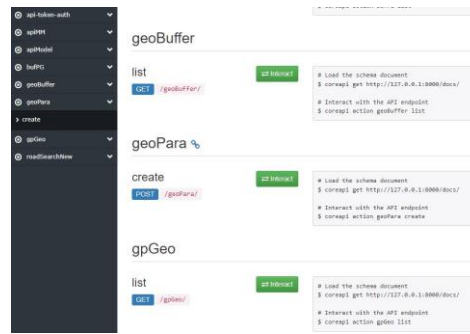 api-token-auth
apiMM
apiModel
bufPG
geoBuffer
geoPara
> create
gpGeo
roadSearchNew
geoBuffer
list
Interact
GET /geoBuffer/
# Load the schema document
$ coreapi get http://127.0.0.1:8000/docs/
# Interact with the API endpoint
$ coreapi action geoBuffer list
geoPara
create
Interact
POST /geoPara/
# Load the schema document
$ coreapi get http://127.0.0.1:8000/docs/
# Interact with the API endpoint
$ coreapi action geoPara create
gpGeo
list
Interact
GET /gpGeo/
# Load the schema document
$ coreapi get http://127.0.0.1:8000/docs/
# Interact with the API endpoint
$ coreapi action gpGeo list